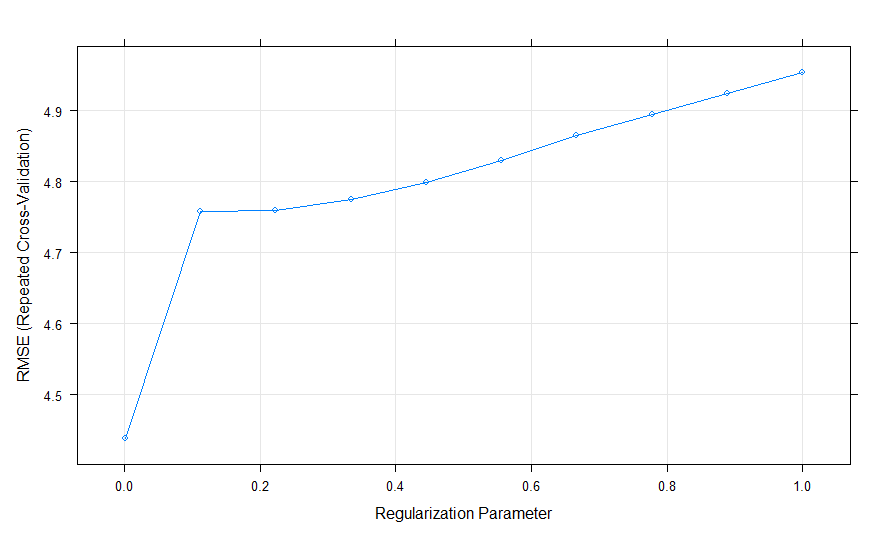 4.9
4.8
4.7
4.6
4.5
RMSE (Repeated Cross-Validation)
0.0 0.2 0.4 0.6 0.8 1.0
Regularization Parameter